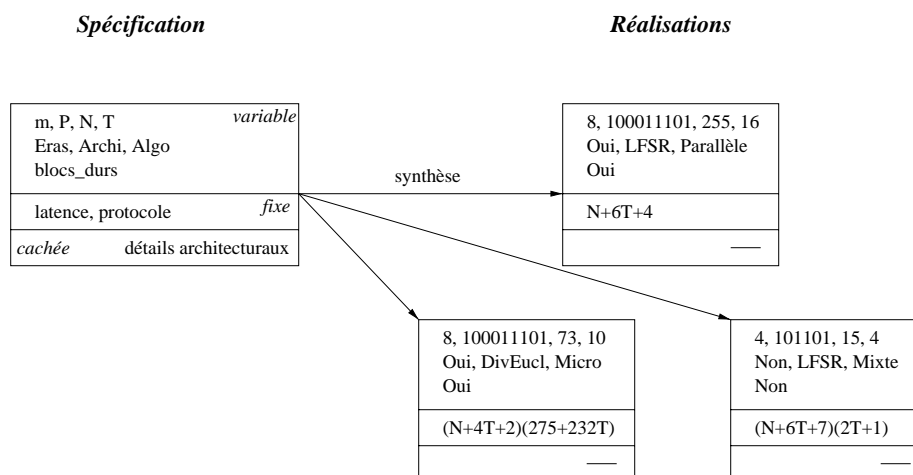 Spécification
Réalisations
m, P, N, T
variable
Eras, Archi, Algo
blocs_durs
latence, protocole
fixe
cachée
détails architecturaux
synthèse
8, 100011101, 255, 16
Oui, LFSR, Parallèle
Oui
N+6T+4
8, 100011101, 73, 10
Oui, DivEucl, Micro
Oui
(N+4T+2)(275+232T)
4, 101101, 15, 4
Non, LFSR, Mixte
Non
(N+6T+7)(2T+1)